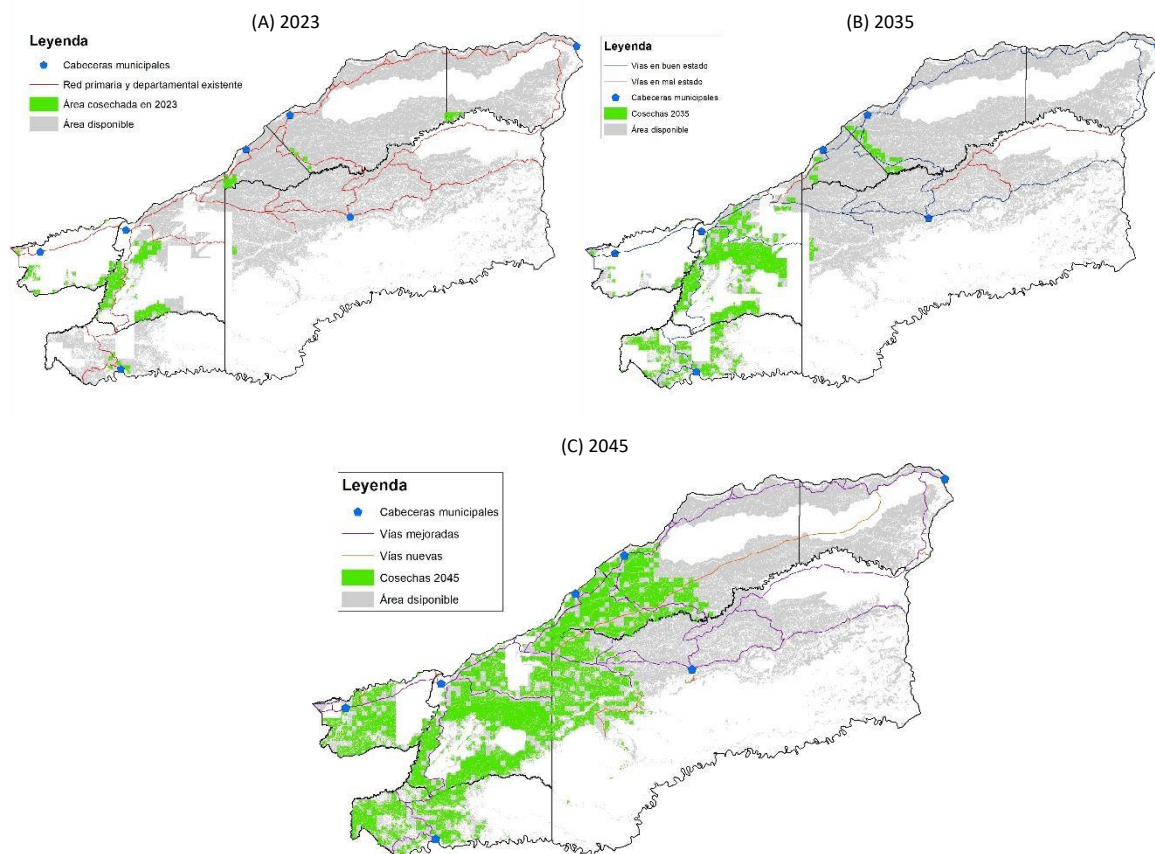 (A) 2023
Leyenda
Cabeceras municipales
Red primaria y departamental existente
Área cosechada en 2023
Área disponible
(B) 2035
Leyenda
Vías en buen estado
Vías en mal estado
Cabeceras municipales
Cosechas 2035
Área disponible
(C) 2045
Leyenda
Cabeceras municipales
Vías mejoradas
Vías nuevas
Cosechas 2045
Área dsiponible